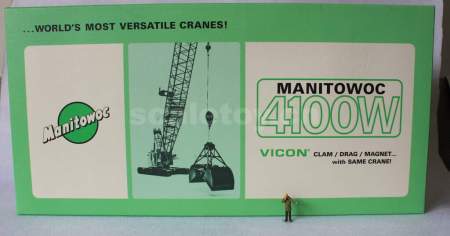 ...WORLD'S MOST VERSATILE CRANES!
Manitowoc
MANITOWOC
4100W
VICON® CLAM / DRAG / MAGNET...
with SAME CRANE!